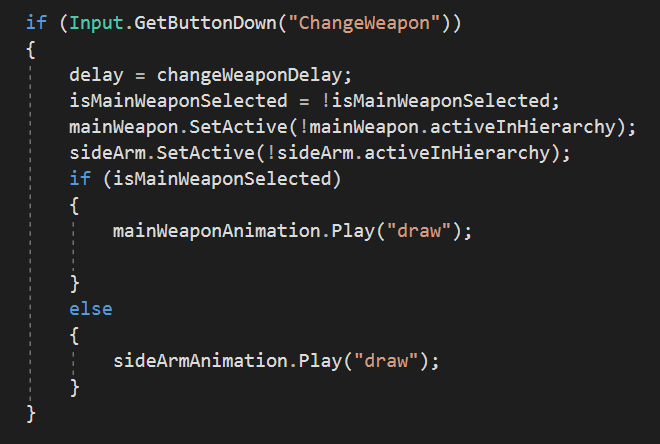 if (Input.GetButtonDown("ChangeWeapon"))
{
delay = changeWeaponDelay;
isMainWeaponSelected = !isMainWeaponSelected;
mainWeapon.SetActive(!mainWeapon.activeInHierarchy);
sideArm.SetActive(!sideArm.activeInHierarchy);
if (isMainWeaponSelected)
{
mainWeaponAnimation.Play("draw");
}
else
{
sideArmAnimation.Play("draw");
}
}